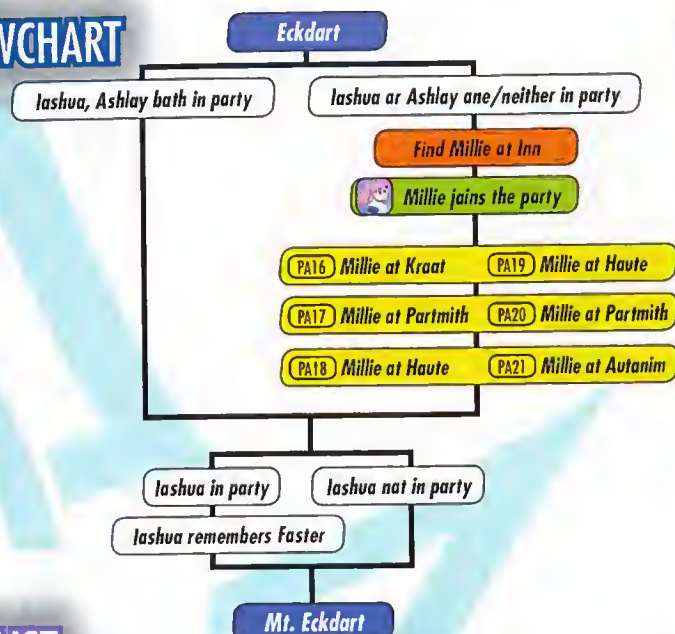 WCHART
Eckdart
Iashua, Ashlay bath in party
Iashua ar Ashlay ane/neither in party
Find Millie at Inn
Millie jains the party
PA16 Millie at Kraat
PA19 Millie at Haute
PA17 Millie at Partmith
PA20 Millie at Partmith
PA18 Millie at Haute
PA21 Millie at Autanim
Iashua in party
Iashua nat in party
Iashua remembers Faster
Mt. Eckdart